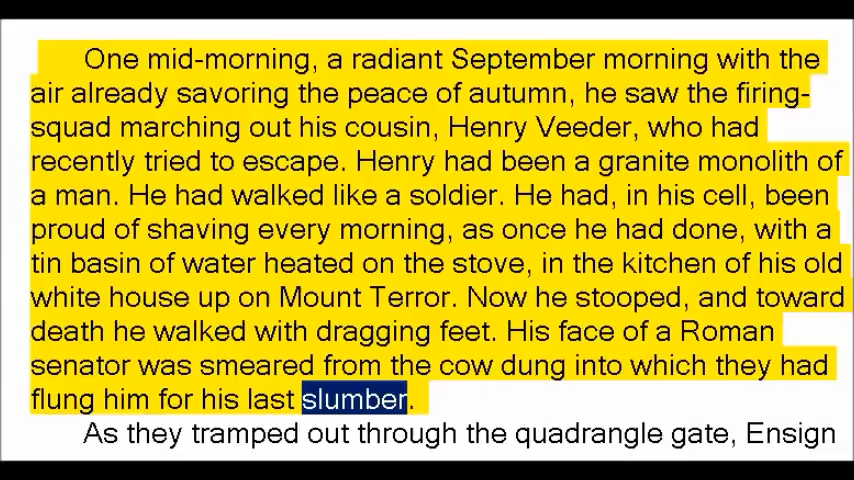 One mid-morning, a radiant September morning with the
air already savoring the peace of autumn, he saw the firing-
squad marching out his cousin, Henry Veeder, who had
recently tried to escape. Henry had been a granite monolith of
a man. He had walked like a soldier. He had, in his cell, been
proud of shaving every morning, as once he had done, with a
tin basin of water heated on the stove, in the kitchen of his old
white house up on Mount Terror. Now he stooped, and toward
death he walked with dragging feet. His face of a Roman
senator was smeared from the cow dung into which they had
flung him for his last slumber.
As they tramped out through the quadrangle gate, Ensign